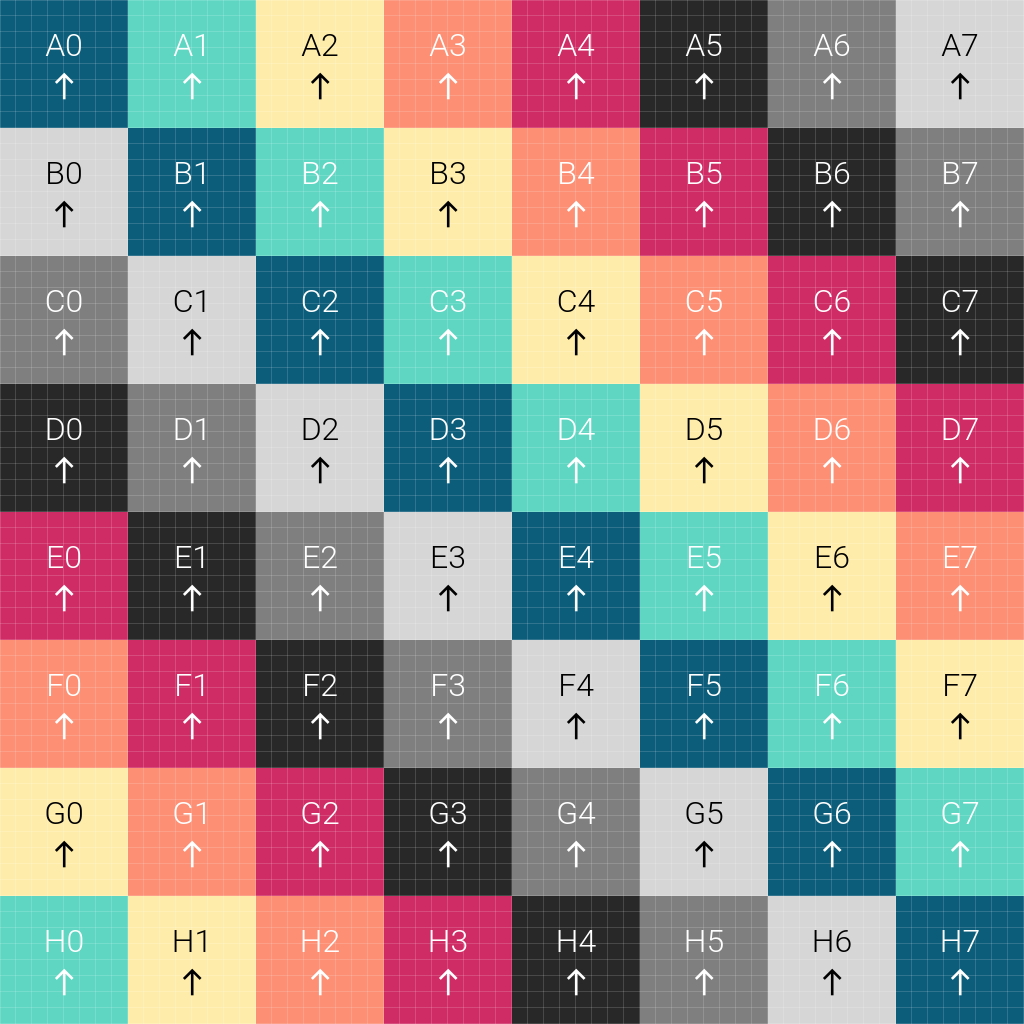 A0 A1 A2 A3 A4 A5 A6 A7
↑ ↑ ↑ ↑ ↑ ↑ ↑ ↑
B0 B1 B2 B3 B4 B5 B6 B7
↑ ↑ ↑ ↑ ↑ ↑ ↑ ↑
C0 C1 C2 C3 C4 C5 C6 C7
↑ ↑ ↑ ↑ ↑ ↑ ↑ ↑
D0 D1 D2 D3 D4 D5 D6 D7
↑ ↑ ↑ ↑ ↑ ↑ ↑ ↑
E0 E1 E2 E3 E4 E5 E6 E7
↑ ↑ ↑ ↑ ↑ ↑ ↑ ↑
F0 F1 F2 F3 F4 F5 F6 F7
↑ ↑ ↑ ↑ ↑ ↑ ↑ ↑
G0 G1 G2 G3 G4 G5 G6 G7
↑ ↑ ↑ ↑ ↑ ↑ ↑ ↑
H0 H1 H2 H3 H4 H5 H6 H7
↑ ↑ ↑ ↑ ↑ ↑ ↑ ↑